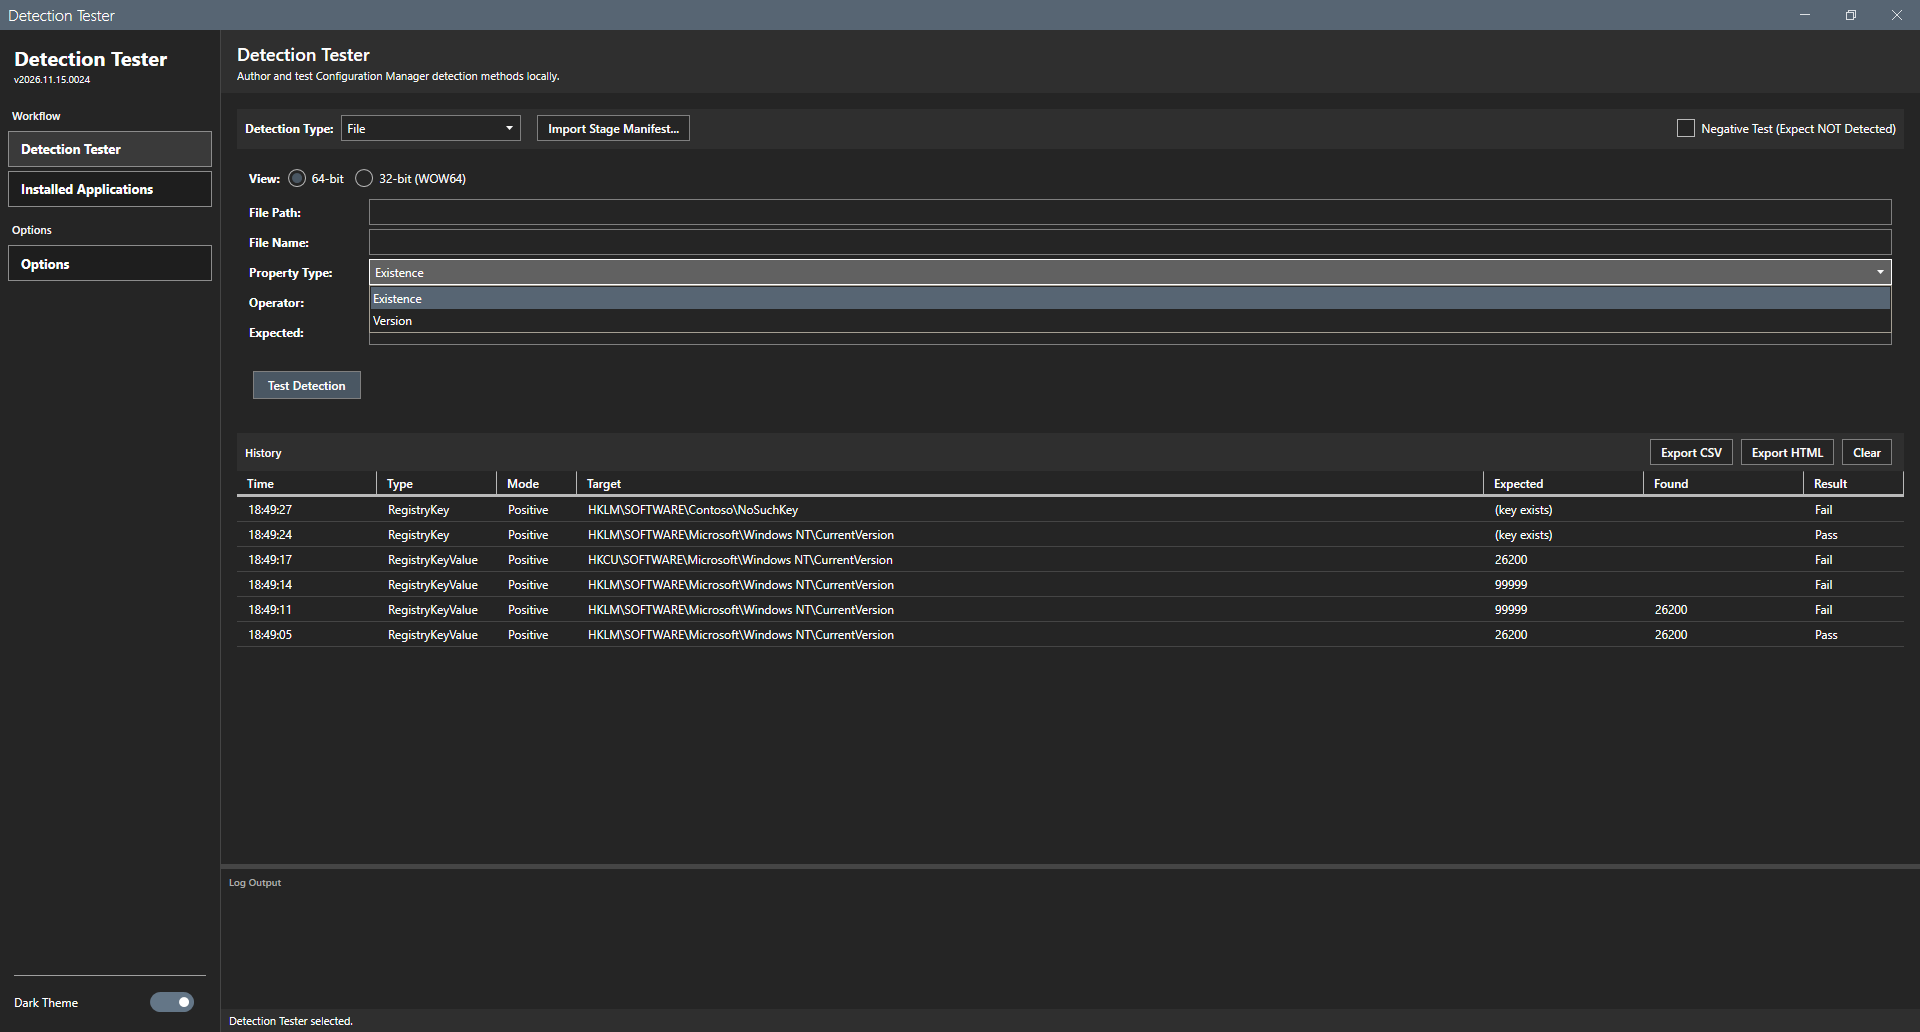 Detection Tester
Detection Tester
v2026.11.15.0024
Workflow
Detection Tester
Installed Applications
Options
Options
Dark Theme
Detection Tester
Author and test Configuration Manager detection methods locally.
Detection Type: File Import Stage Manifest... Negative Test (Expect NOT Detected)
View: 64-bit 32-bit (WOW64)
File Path:
File Name:
Property Type: Existence
Existence
Operator:
Version
Expected:
Test Detection
History Export CSV Export HTML Clear
Time Type Mode Target Expected Found Result
18:49:27 RegistryKey Positive HKLM\SOFTWARE\Contoso\NoSuchKey (key exists) Fail
18:49:24 RegistryKey Positive HKLM\SOFTWARE\Microsoft\Windows NT\CurrentVersion (key exists) Pass
18:49:17 RegistryKeyValue Positive HKCU\SOFTWARE\Microsoft\Windows NT\CurrentVersion 26200 Fail
18:49:14 RegistryKeyValue Positive HKLM\SOFTWARE\Microsoft\Windows NT\CurrentVersion 99999 Fail
18:49:11 RegistryKeyValue Positive HKLM\SOFTWARE\Microsoft\Windows NT\CurrentVersion 99999 26200 Fail
18:49:05 RegistryKeyValue Positive HKLM\SOFTWARE\Microsoft\Windows NT\CurrentVersion 26200 26200 Pass
Log Output
Detection Tester selected.